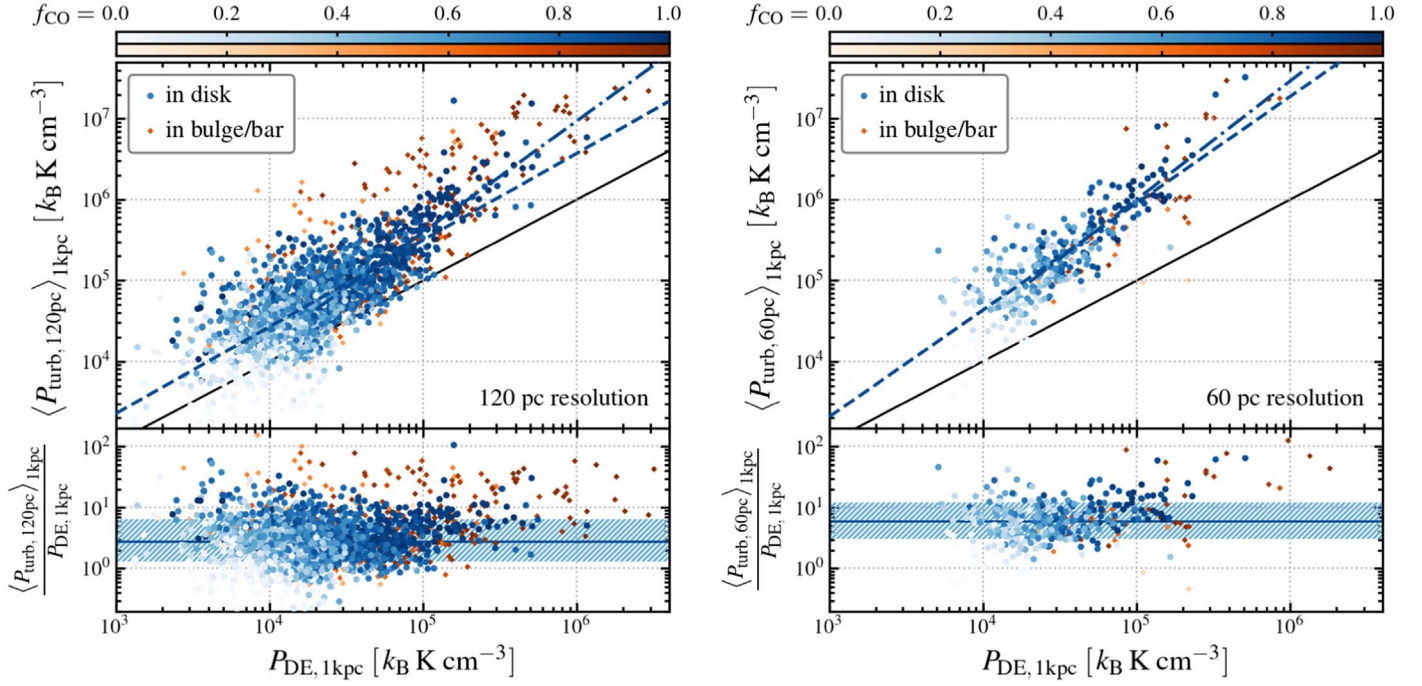 f_CO = 0.0 0.2 0.4 0.6 0.8 1.0
in disk
in bulge/bar
⟨P_turb, 120pc⟩_1kpc [k_B K cm^−3]
10^7
10^6
10^5
10^4
120 pc resolution
⟨P_turb, 120pc⟩_1kpc
P_DE, 1kpc
10^2
10^1
10^0
10^3 10^4 10^5 10^6
P_DE, 1kpc [k_B K cm^−3]
f_CO = 0.0 0.2 0.4 0.6 0.8 1.0
in disk
in bulge/bar
⟨P_turb, 60pc⟩_1kpc [k_B K cm^−3]
10^7
10^6
10^5
10^4
60 pc resolution
⟨P_turb, 60pc⟩_1kpc
P_DE, 1kpc
10^2
10^1
10^0
10^3 10^4 10^5 10^6
P_DE, 1kpc [k_B K cm^−3]